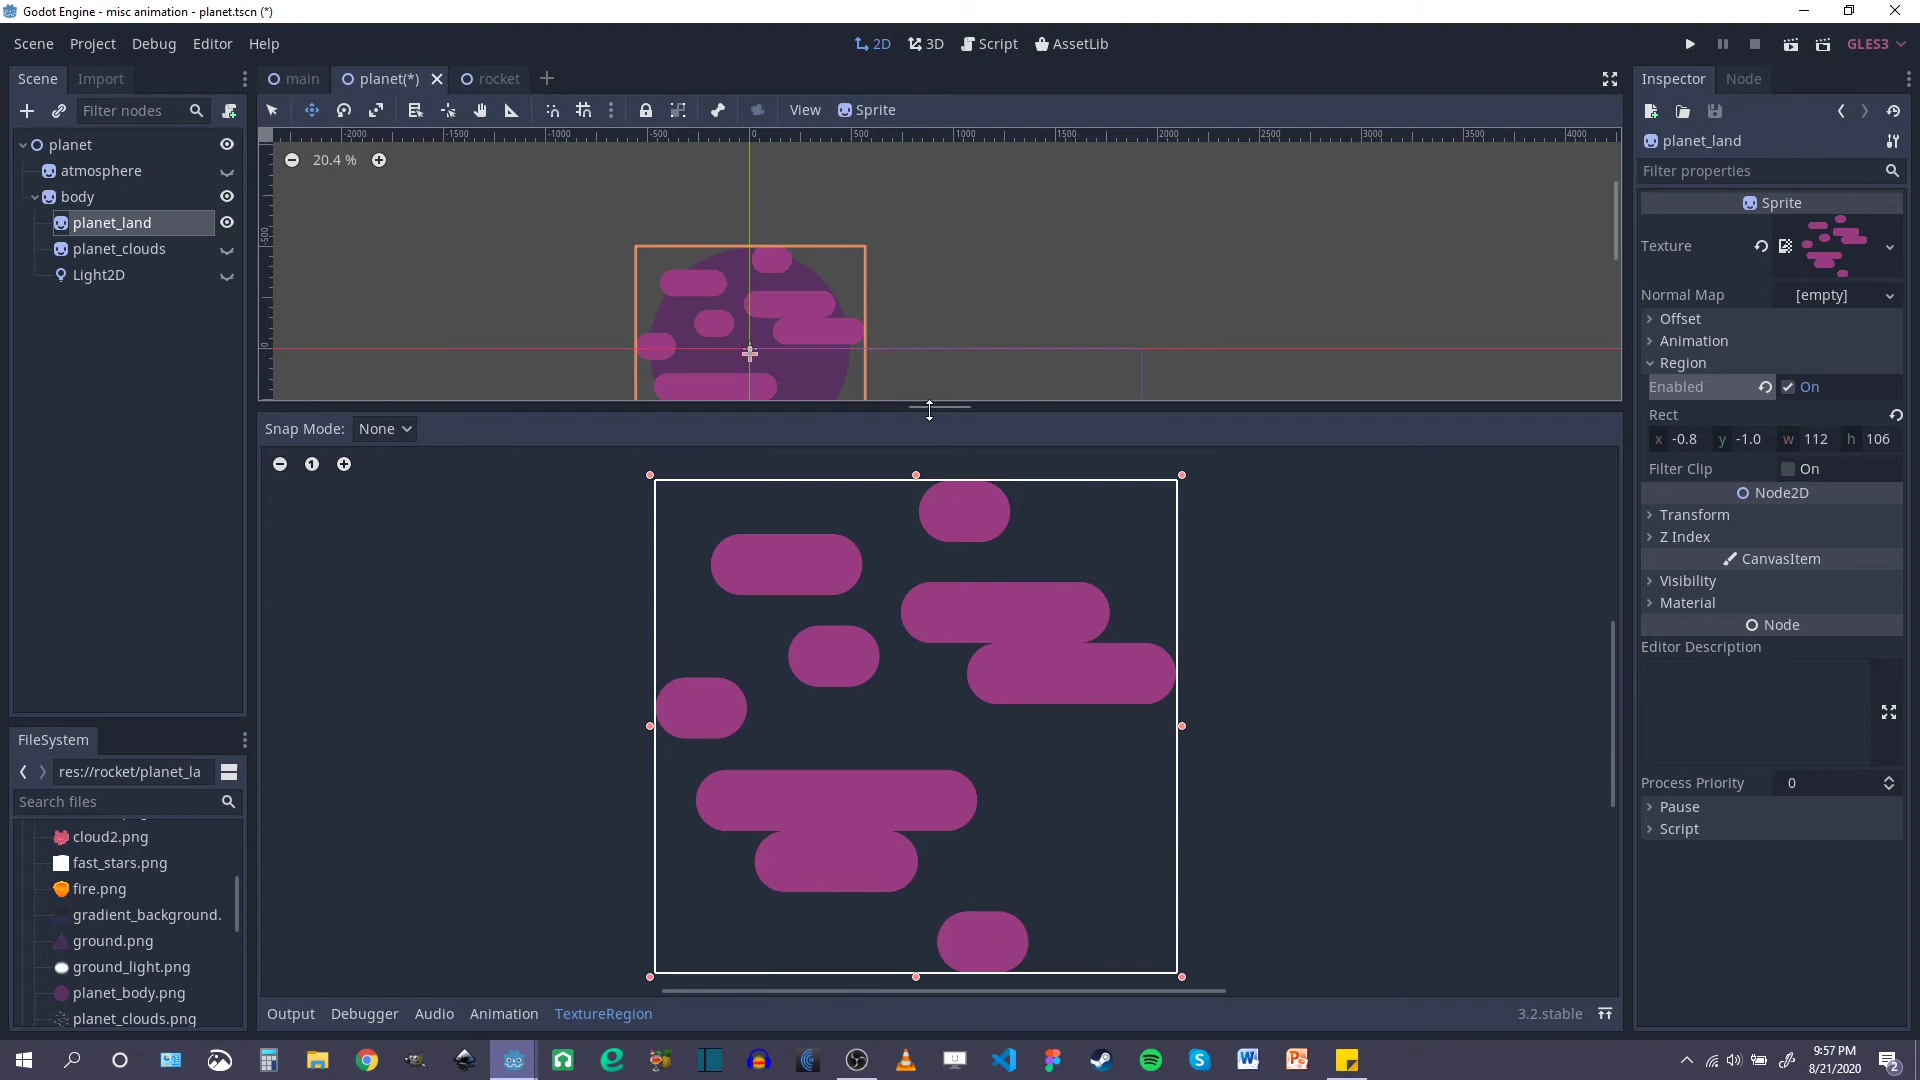 Godot Engine - misc animation - planet.tscn (*)
Scene Project Debug Editor Help
2D 3D Script AssetLib
GLES3
Scene Import
main planet(*) rocket
Inspector Node
Filter nodes
View Sprite
-2000 -1500 -1000 -500 0 500 1000 1500 2000 2500 3000 3500 4000
-500
0
20.4 %
planet
atmosphere
body
planet_land
planet_clouds
Light2D
Snap Mode: None
1
FileSystem
res://rocket/planet_la
Search files
cloud2.png
fast_stars.png
fire.png
gradient_background.
ground.png
ground_light.png
planet_body.png
planet_clouds.png
Output Debugger Audio Animation TextureRegion
3.2.stable
planet_land
Filter properties
Sprite
Texture
Normal Map [empty]
Offset
Animation
Region
Enabled On
Rect
x -0.8 y -1.0 w 112 h 106
Filter Clip On
Node2D
Transform
Z Index
CanvasItem
Visibility
Material
Node
Editor Description
Process Priority 0
Pause
Script
9:57 PM
8/21/2020
2